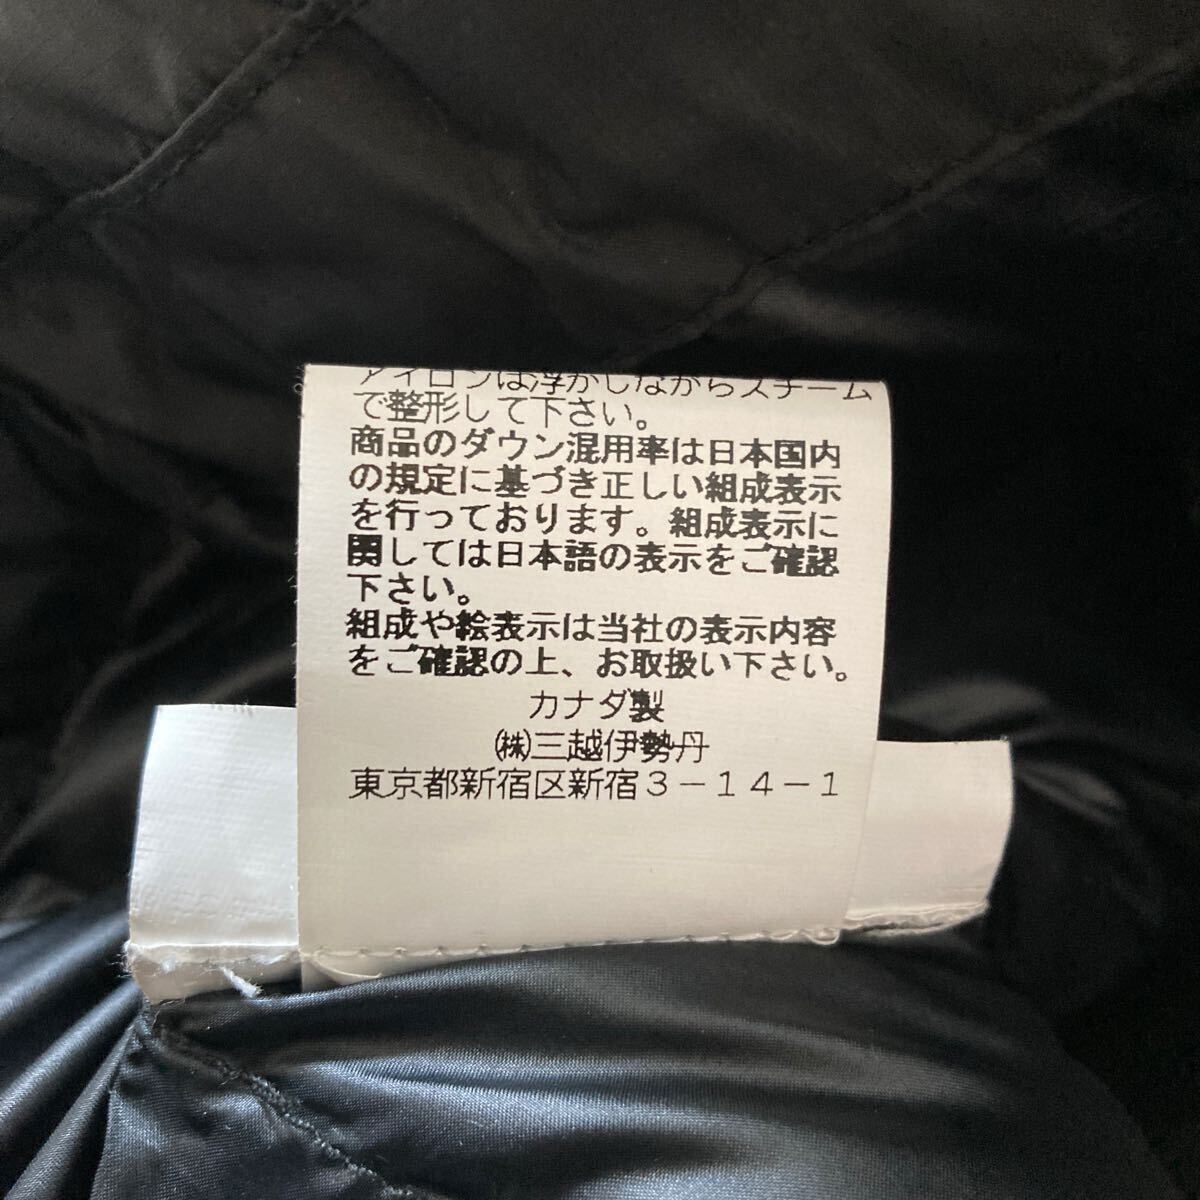 アイロンは浮かしながらスチーム
で整形して下さい。
商品のダウン混用率は日本国内
の規定に基づき正しい組成表示
を行っております。組成表示に
関しては日本語の表示をご確認
下さい。
組成や絵表示は当社の表示内容
をご確認の上、お取扱い下さい。
カナダ製
㈱三越伊勢丹
東京都新宿区新宿３－１４－１